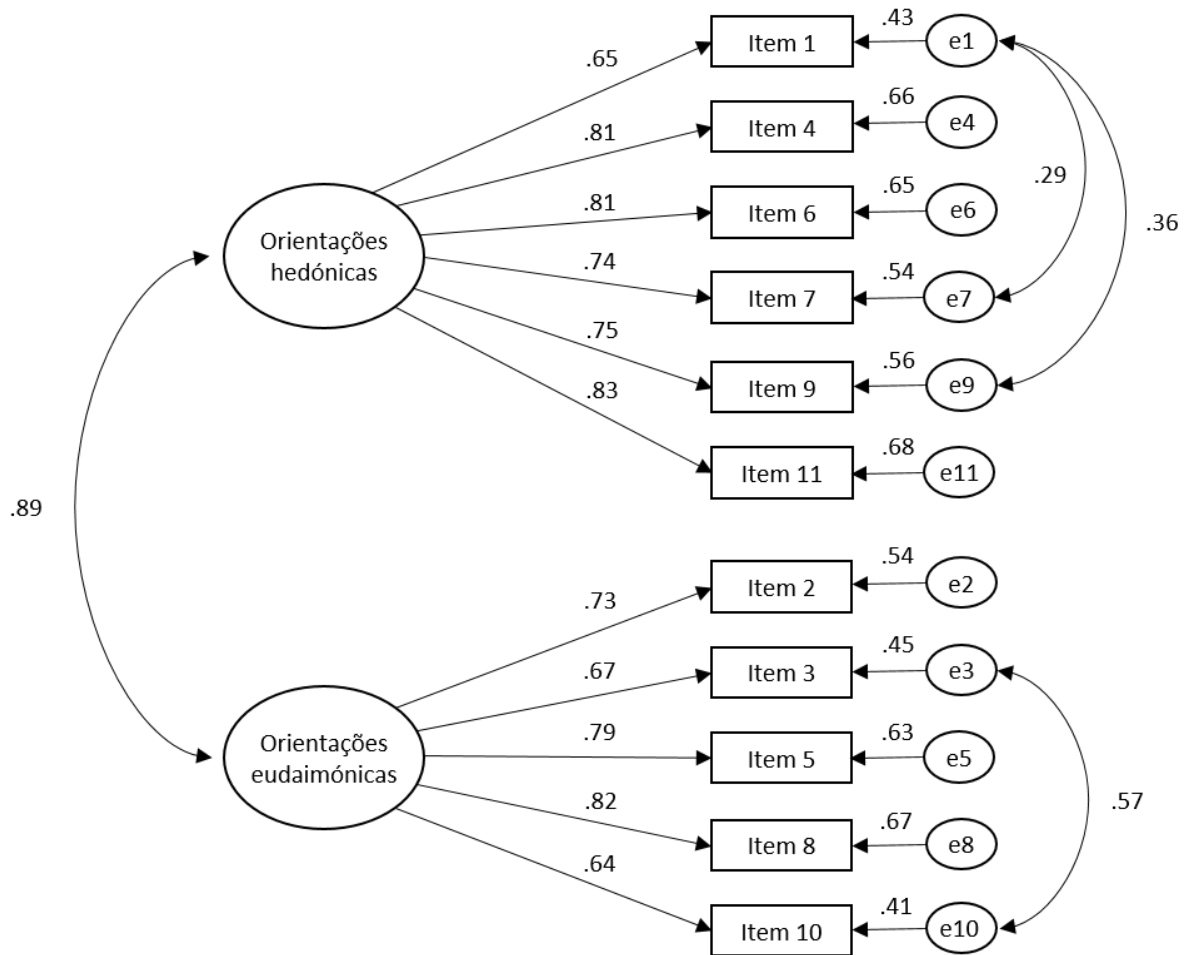 .43
Item 1
e1
.65
.66
Item 4
e4
.81
.29
.65
Item 6
e6
.81
.36
Orientações
hedónicas
.74
.54
Item 7
e7
.75
.56
Item 9
e9
.83
.68
Item 11
e11
.89
.54
Item 2
e2
.73
.45
Item 3
e3
.67
.63
Item 5
e5
.79
Orientações
eudaimónicas
.57
.82
.67
Item 8
e8
.64
.41
Item 10
e10